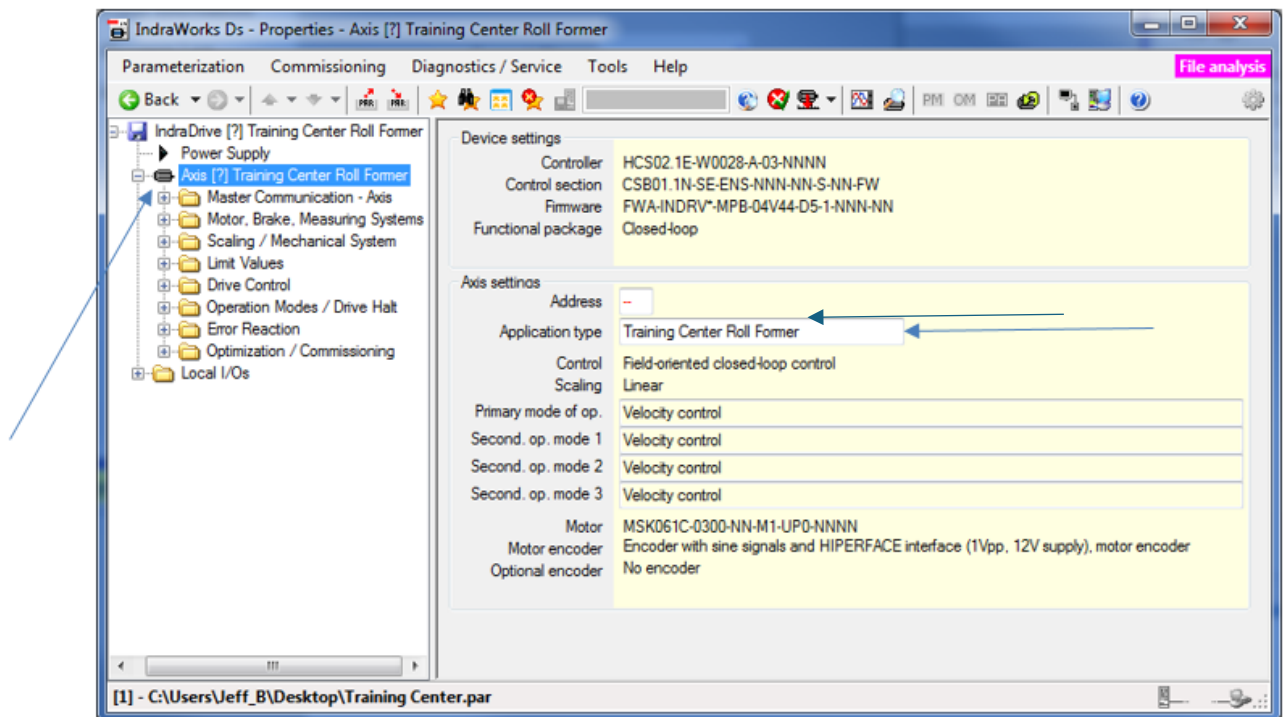 IndraWorks Ds - Properties - Axis [?] Training Center Roll Former
Parameterization Commissioning Diagnostics / Service Tools Help File analysis
Back PAR PAR PM OM
IndraDrive [?] Training Center Roll Former
Power Supply
Axis [?] Training Center Roll Former
Master Communication - Axis
Motor, Brake, Measuring Systems
Scaling / Mechanical System
Limit Values
Drive Control
Operation Modes / Drive Halt
Error Reaction
Optimization / Commissioning
Local I/Os
Device settings
Controller HCS02.1E-W0028-A-03-NNNN
Control section CSB01.1N-SE-ENS-NNN-NN-S-NN-FW
Firmware FWA-INDRV*-MPB-04V44-D5-1-NNN-NN
Functional package Closed-loop
Axis settings
Address --
Application type Training Center Roll Former
Control Field-oriented closed-loop control
Scaling Linear
Primary mode of op. Velocity control
Second. op. mode 1 Velocity control
Second. op. mode 2 Velocity control
Second. op. mode 3 Velocity control
Motor MSK061C-0300-NN-M1-UP0-NNNN
Motor encoder Encoder with sine signals and HIPERFACE interface (1Vpp, 12V supply), motor encoder
Optional encoder No encoder
[1] - C:\Users\Jeff_B\Desktop\Training Center.par